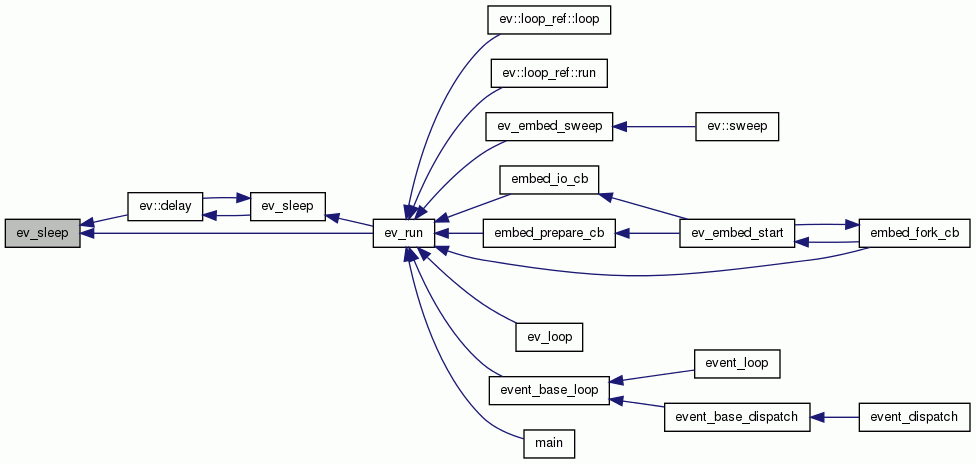 ev::loop_ref::loop
ev::loop_ref::run
ev_embed_sweep
ev::sweep
embed_io_cb
ev::delay
ev_sleep
ev_sleep
ev_run
embed_prepare_cb
ev_embed_start
embed_fork_cb
ev_loop
event_loop
event_base_loop
event_base_dispatch
event_dispatch
main